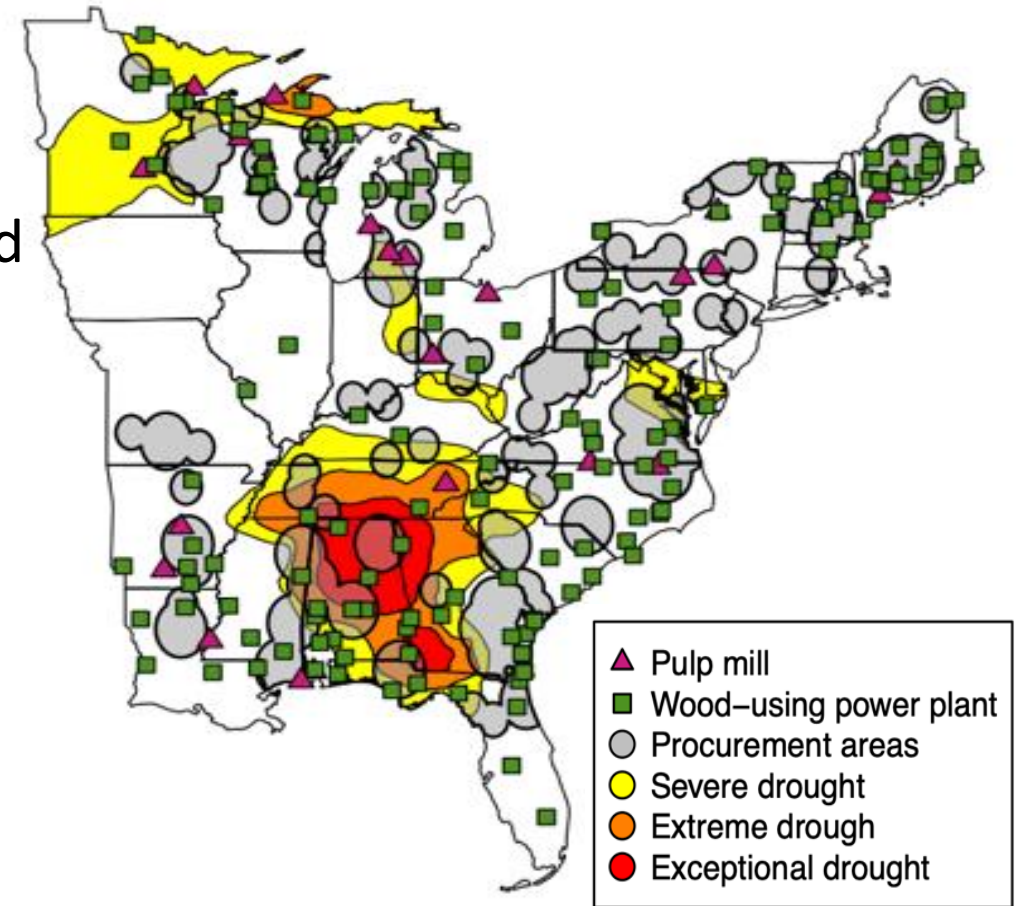 d
Pulp mill
Wood−using power plant
Procurement areas
Severe drought
Extreme drough
Exceptional drought